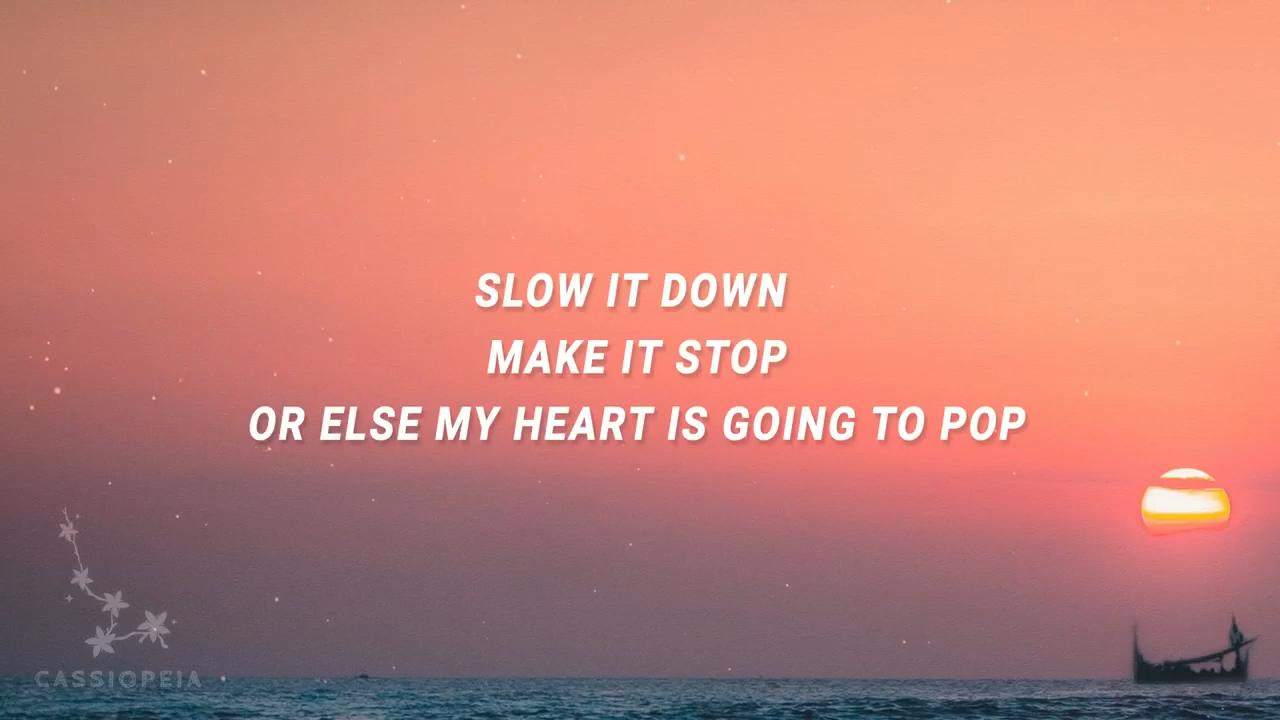 SLOW IT DOWN
MAKE IT STOP
OR ELSE MY HEART IS GOING TO POP
CASSIOPEIA